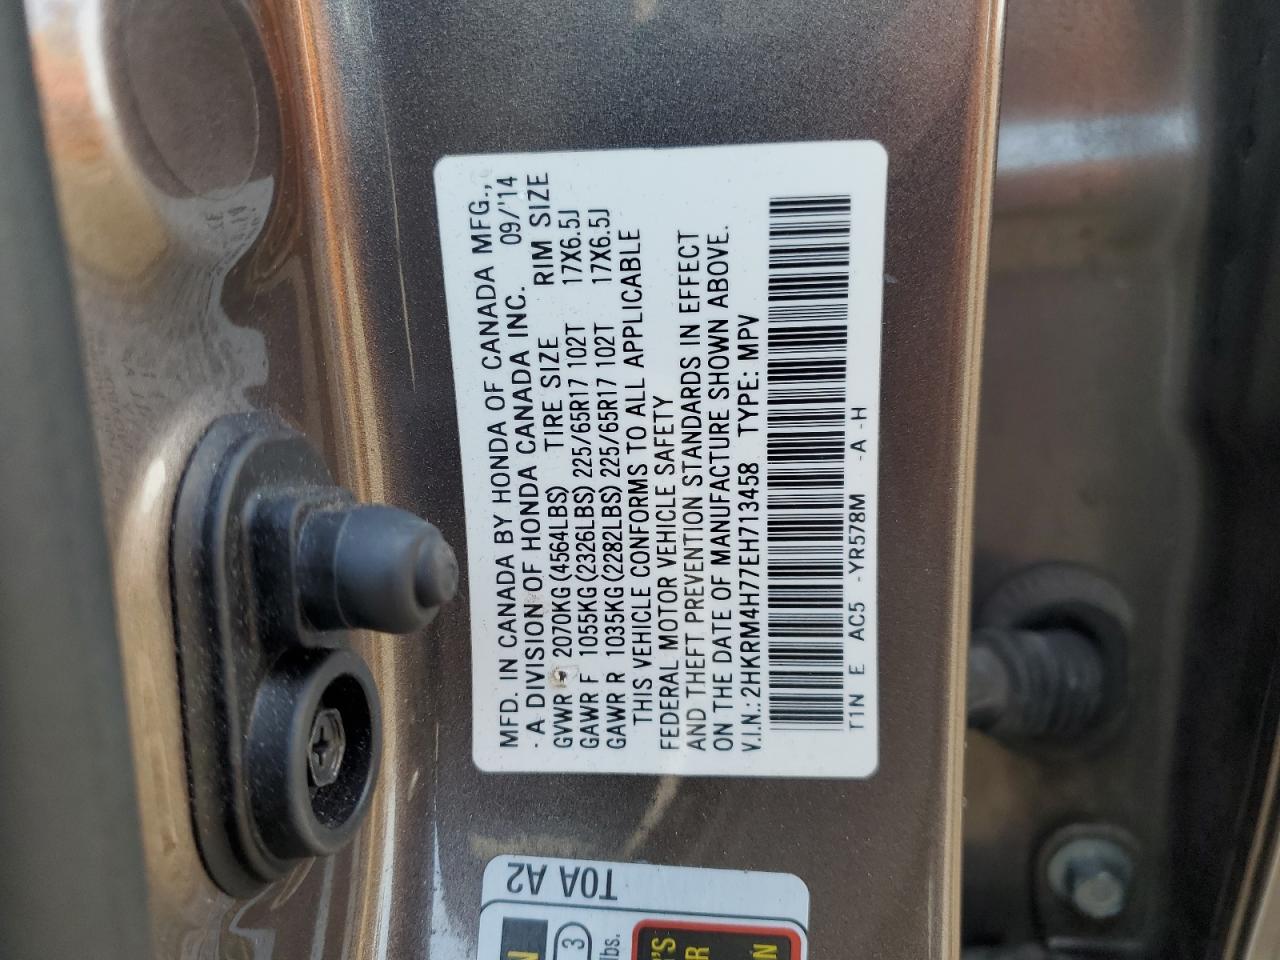 MFD. IN CANADA BY HONDA OF CANADA MFG.,
- A DIVISION OF HONDA CANADA INC. 09/'14
GVWR 2070KG(4564LBS) TIRE SIZE RIM SIZE
GAWR F 1055KG(2326LBS) 225/65R17 102T 17X6.5J
GAWR R 1035KG(2282LBS) 225/65R17 102T 17X6.5J
THIS VEHICLE CONFORMS TO ALL APPLICABLE
FEDERAL MOTOR VEHICLE SAFETY
AND THEFT PREVENTION STANDARDS IN EFFECT
ON THE DATE OF MANUFACTURE SHOWN ABOVE.
V.I.N.: 2HKRM4H77EH713458 TYPE: MPV
T1N E AC5 -YR578M -A -H
TOA A2
N
3
lbs.
'S
R
N